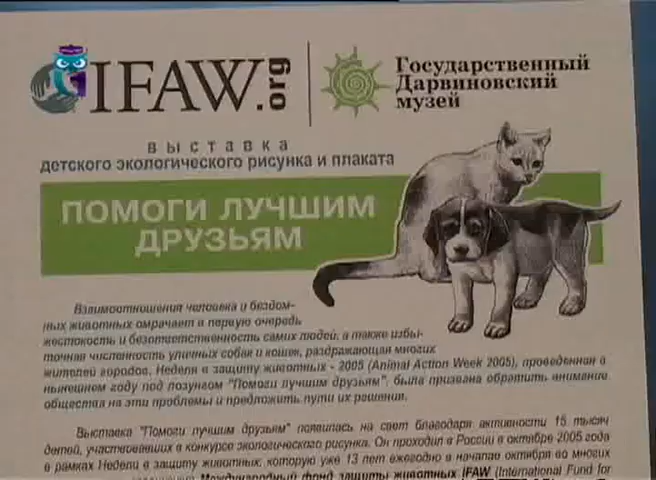 IFAW.org
Государственный
Дарвиновский
музей
выставка
детского экологического рисунка и плаката
ПОМОГИ ЛУЧШИМ
ДРУЗЬЯМ
Взаимоотношения человека и бездом-
ных животных омрачает в первую очередь
жестокость и безответственность самих людей, а также избы-
точная численность уличных собак и кошек, раздражающая многих
жителей городов. Неделя в защиту животных - 2005 (Animal Action Week 2005), проведенная в
нынешнем году под лозунгом "Помоги лучшим друзьям", была призвана обратить внимание
общества на эти проблемы и предложить пути их решения.
Выставка "Помоги лучшим друзьям" появилась на свет благодаря активности 15 тысяч
детей, участвовавших в конкурсе экологического рисунка. Он проходил в России в октябре 2005 года
в рамках Недели в защиту животных, которую уже 13 лет ежегодно в начале октября во многих
Международный фонд защиты животных IFAW (International Fund for